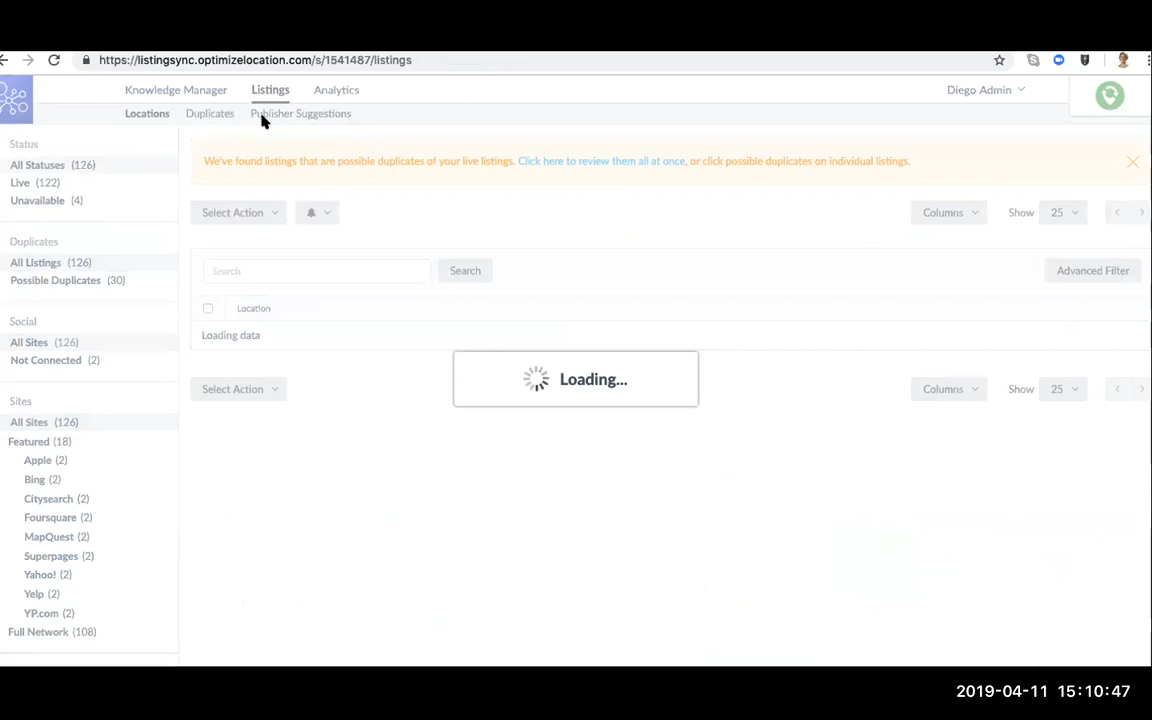 https://listingsync.optimizelocation.com/s/1541487/listings
Knowledge Manager Listings Analytics Diego Admin
Locations Duplicates Publisher Suggestions
Status
All Statuses (126)
Live (122)
Unavailable (4)
Duplicates
All Listings (126)
Possible Duplicates (30)
Social
All Sites (126)
Not Connected (2)
Sites
All Sites (126)
Featured (18)
Apple (2)
Bing (2)
Citysearch (2)
Foursquare (2)
MapQuest (2)
Superpages (2)
Yahoo! (2)
Yelp (2)
YP.com (2)
Full Network (108)
We've found listings that are possible duplicates of your live listings. Click here to review them all at once, or click possible duplicates on individual listings.
Select Action Columns Show 25
Search Search Advanced Filter
Location
Loading data
Loading...
Select Action Columns Show 25
2019-04-11 15:10:47